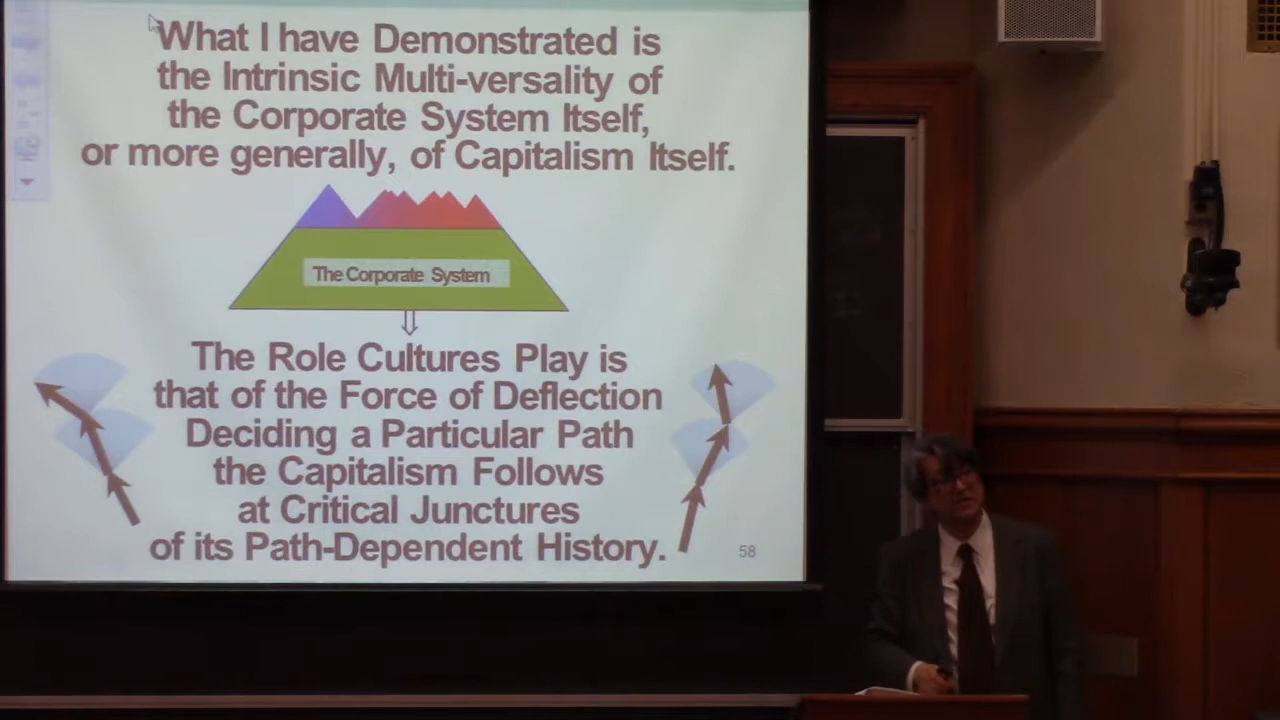 What I have Demonstrated is
the Intrinsic Multi-versality of
the Corporate System Itself,
or more generally, of Capitalism Itself.
The Corporate System
The Role Cultures Play is
that of the Force of Deflection
Deciding a Particular Path
the Capitalism Follows
at Critical Junctures
of its Path-Dependent History.
58